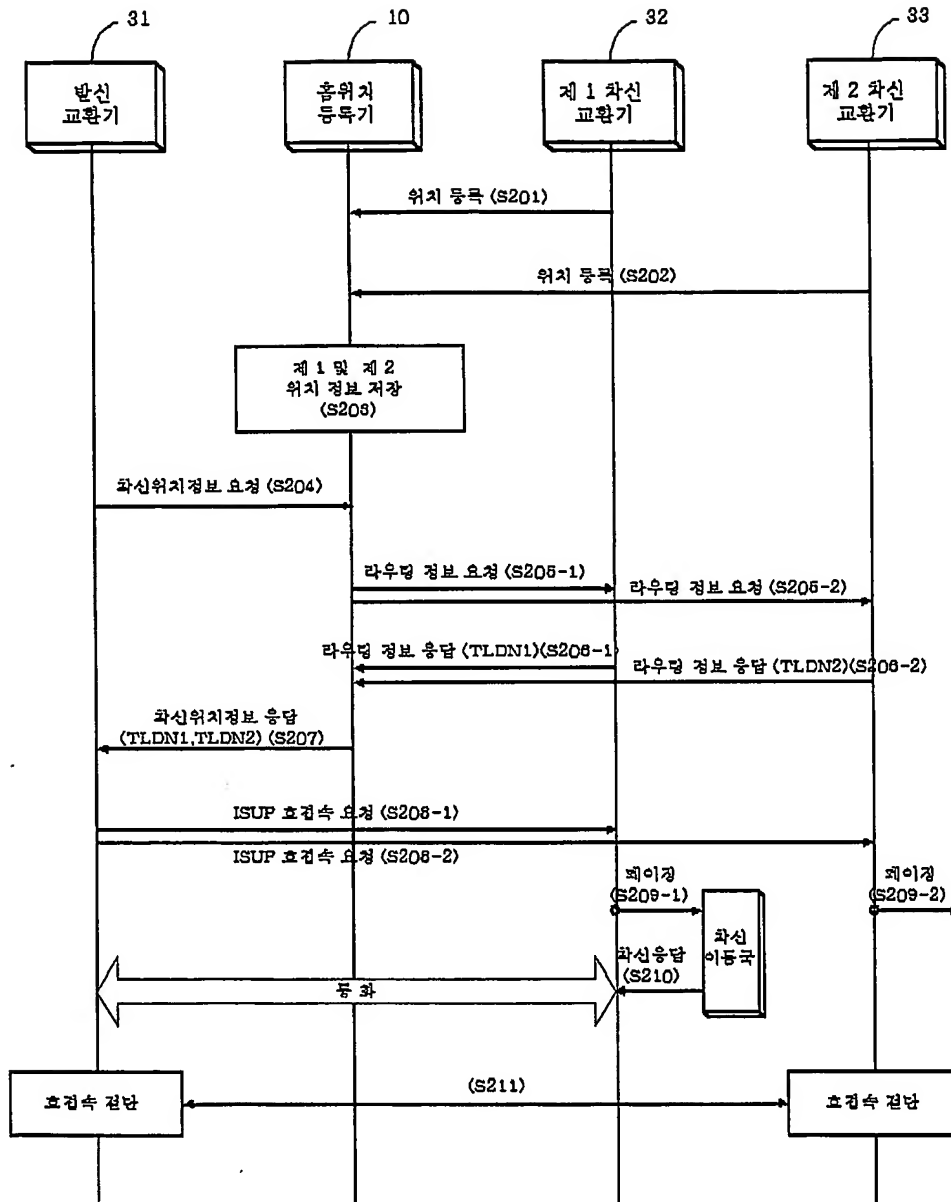 31
10
32
33
발신
교환기
홈위치
등록기
제 1 착신
교환기
제 2 착신
교환기
위치 등록 (S201)
위치 등록 (S202)
제 1 및 제 2
위치 정보 저장
(S203)
착신위치정보 요청 (S204)
라우팅 정보 요청 (S205-1)
라우팅 정보 요청 (S205-2)
라우팅 정보 응답 (TLDN1)(S206-1)
라우팅 정보 응답 (TLDN2)(S206-2)
착신위치정보 응답
(TLDN1,TLDN2) (S207)
ISUP 호접속 요청 (S208-1)
ISUP 호접속 요청 (S208-2)
페이징
(S209-1)
페이징
(S209-2)
착신
이동국
착신응답
(S210)
통 화
호접속 절단
(S211)
호접속 절단